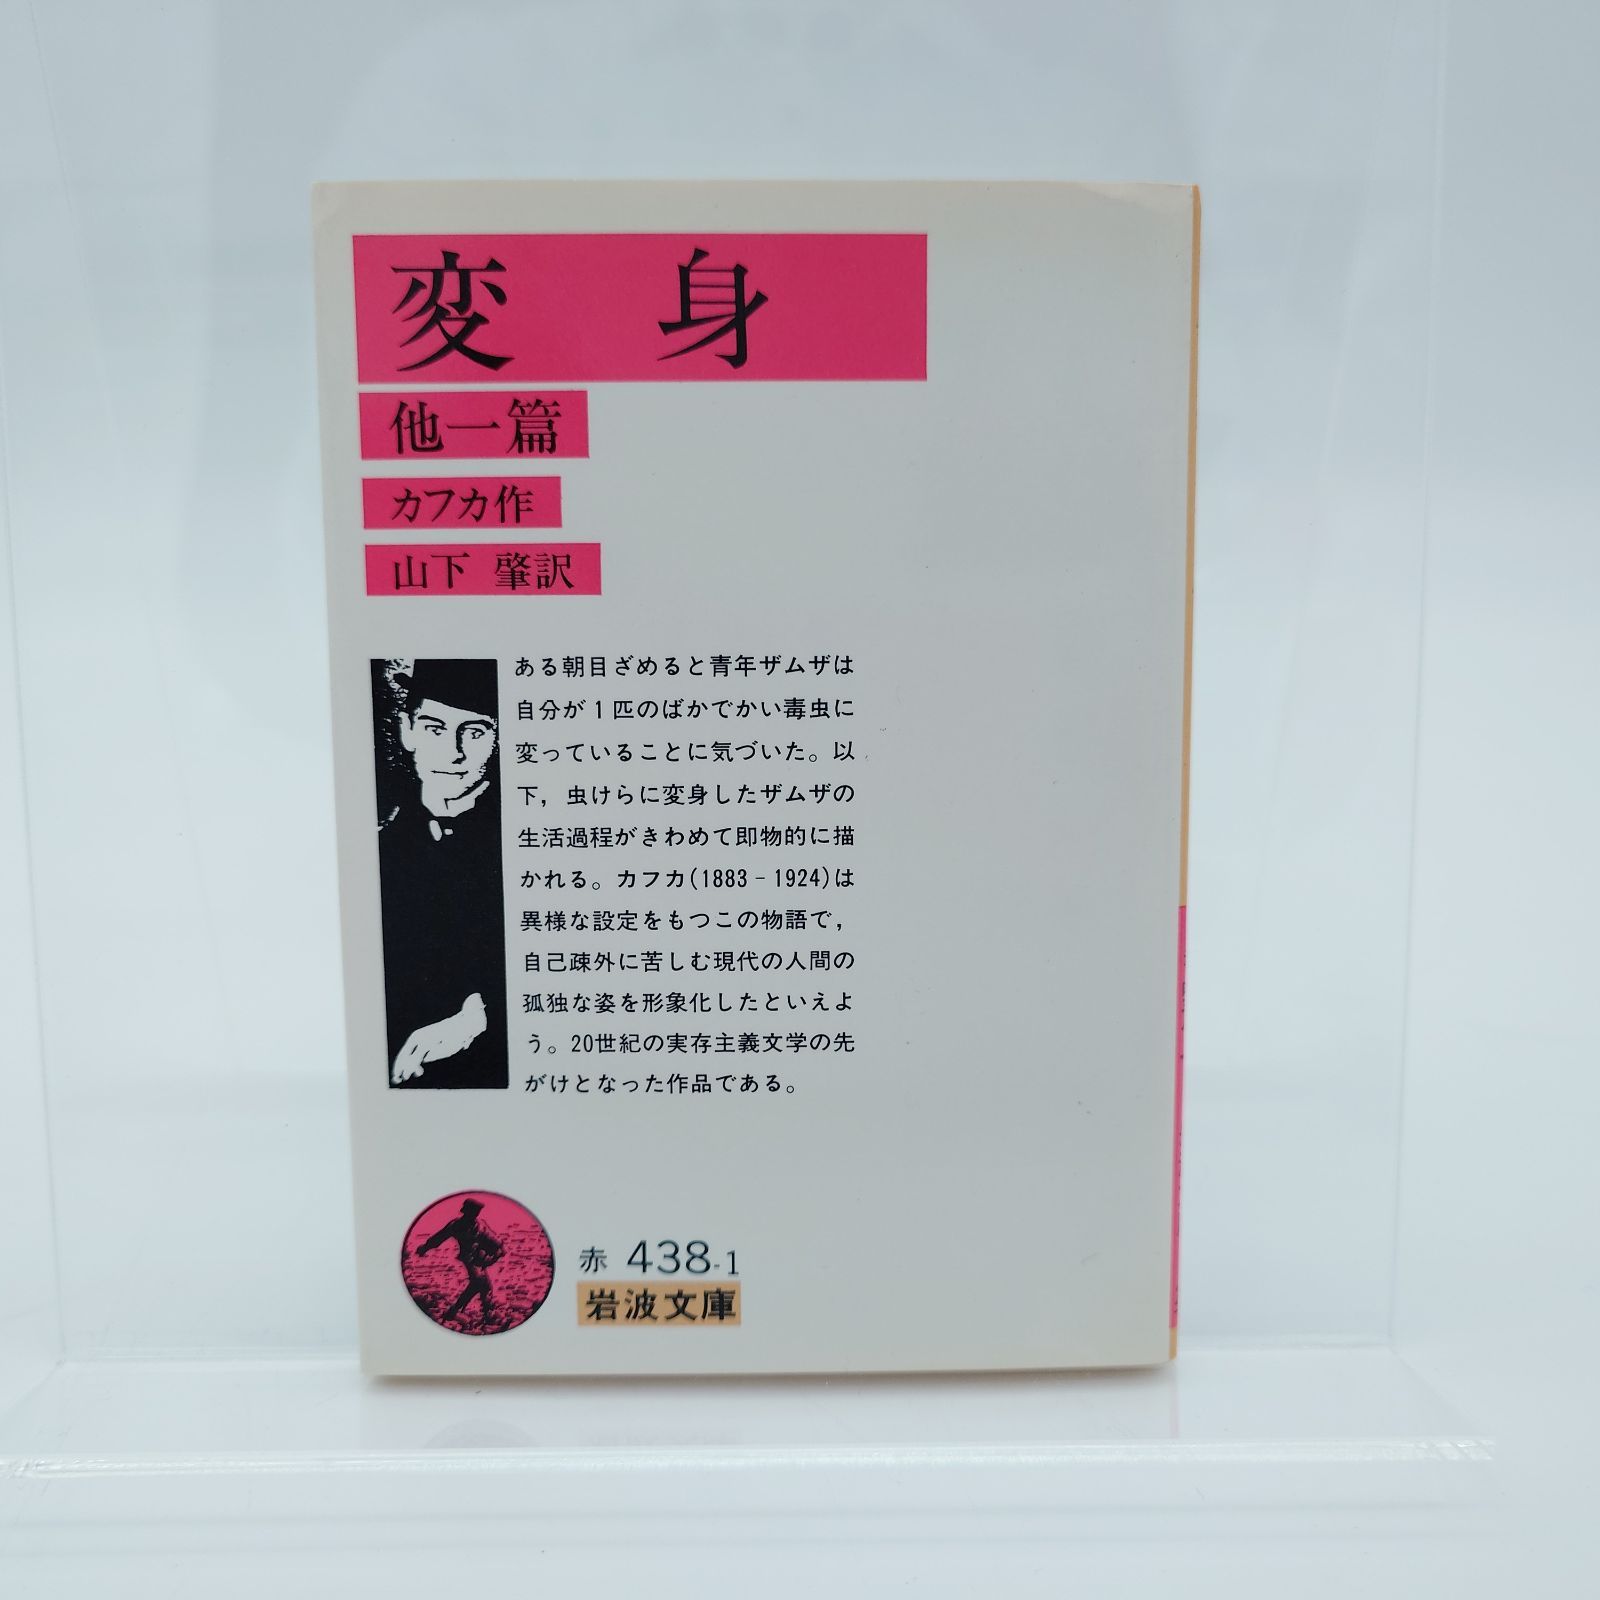 変身
他一篇
カフカ作
山下 肇訳
ある朝目ざめると青年ザムザは
自分が1匹のばかでかい毒虫に
変っていることに気づいた。以
下，虫けらに変身したザムザの
生活過程がきわめて即物的に描
かれる。カフカ(1883‐1924)は
異様な設定をもつこの物語で，
自己疎外に苦しむ現代の人間の
孤独な姿を形象化したといえよ
う。20世紀の実存主義文学の先
がけとなった作品である。
赤 438-1
岩波文庫